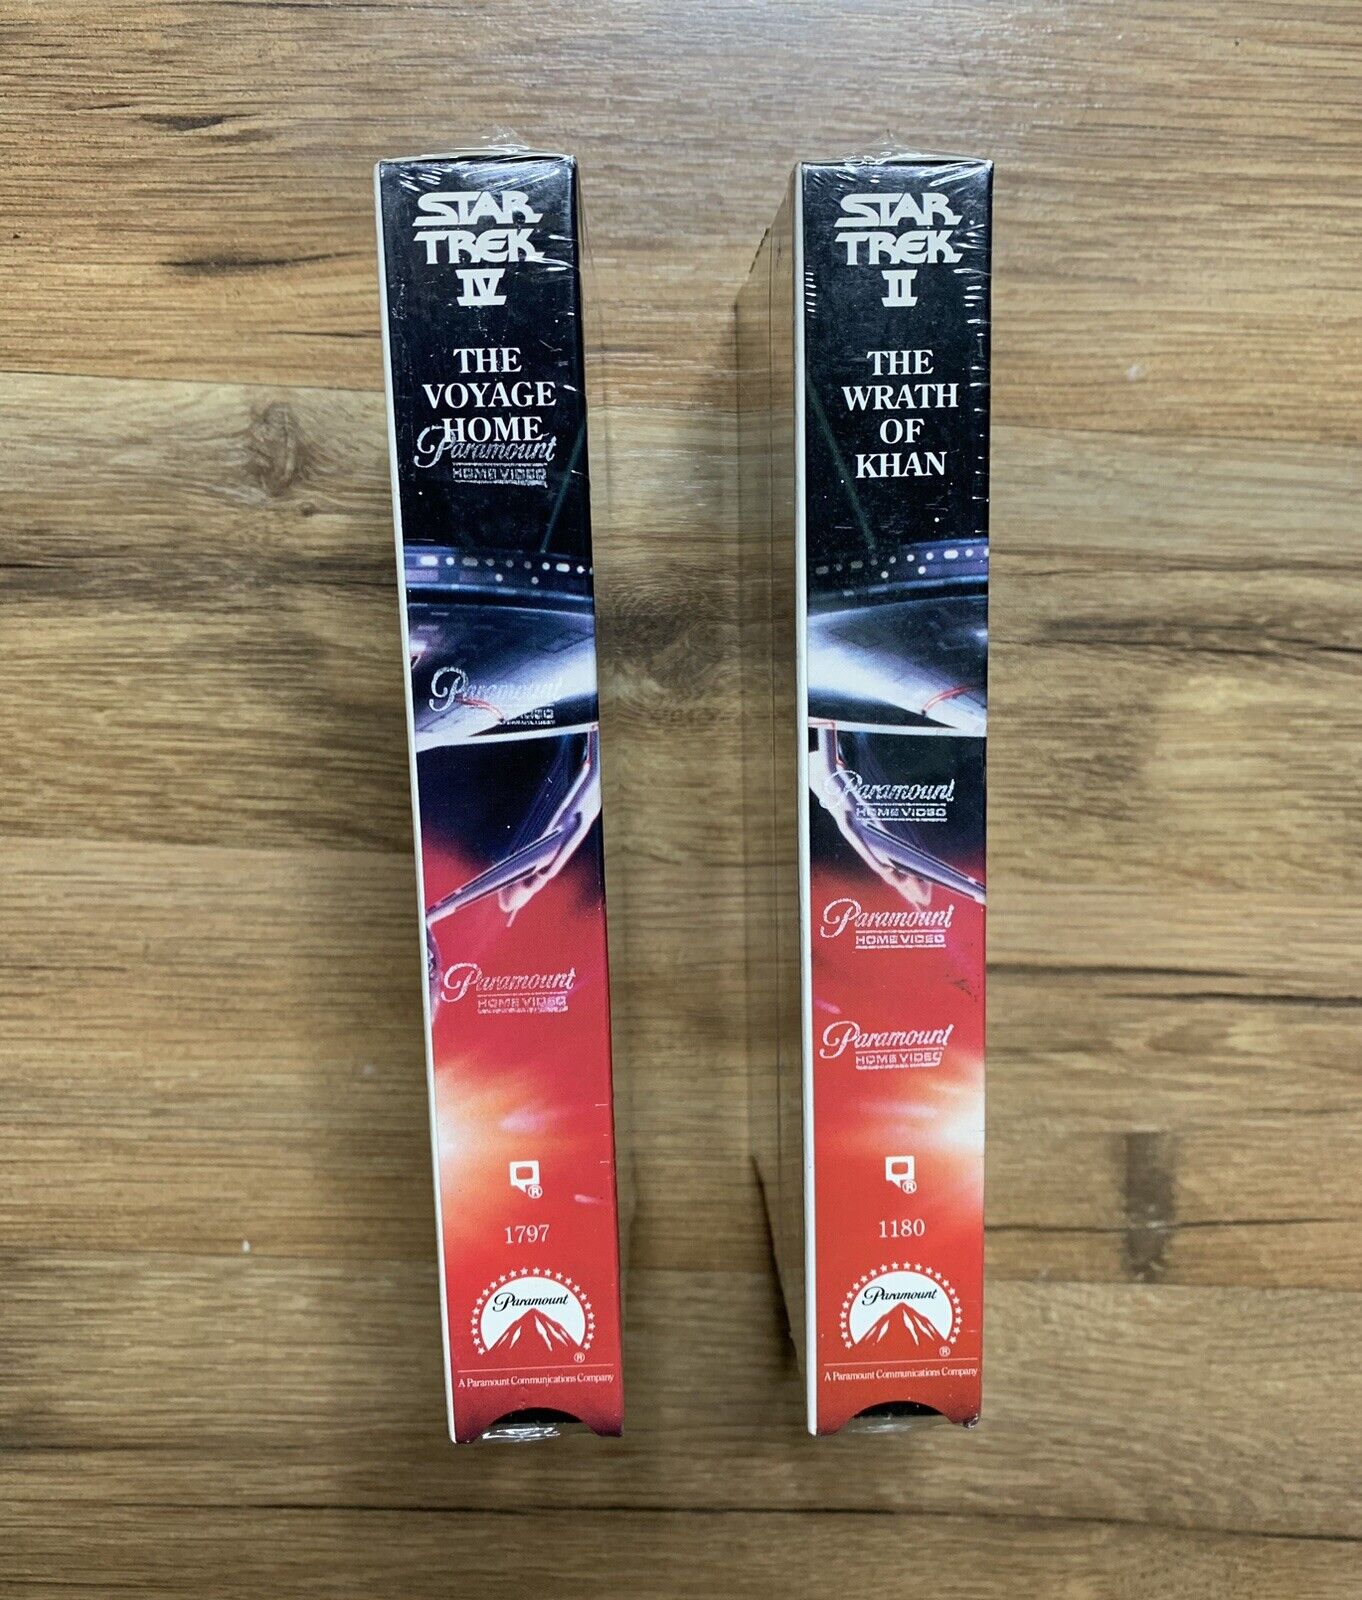 STAR
TREK
IV
THE
VOYAGE
HOME
Paramount
HOME VIDEO
Paramount
Paramount
HOME VIDEO
®
1797
Paramount
®
A Paramount Communications Company
STAR
TREK
II
THE
WRATH
OF
KHAN
Paramount
HOME VIDEO
Paramount
HOME VIDEO
Paramount
HOME VIDEO
®
1180
Paramount
®
A Paramount Communications Company